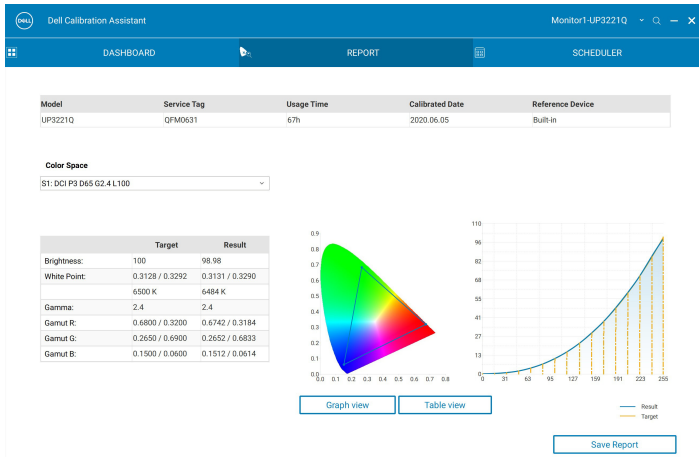 DELL Dell Calibration Assistant Monitor1-UP3221Q
DASHBOARD REPORT SCHEDULER
Model Service Tag Usage Time Calibrated Date Reference Device
UP3221Q QFM0631 67h 2020.06.05 Built-in
Color Space
S1: DCI P3 D65 G2.4 L100
Target Result
Brightness: 100 98.98
White Point: 0.3128 / 0.3292 0.3131 / 0.3290
6500 K 6484 K
Gamma: 2.4 2.4
Gamut R: 0.6800 / 0.3200 0.6742 / 0.3184
Gamut G: 0.2650 / 0.6900 0.2652 / 0.6833
Gamut B: 0.1500 / 0.0600 0.1512 / 0.0614
0.9
0.8
0.7
0.6
0.5
0.4
0.3
0.2
0.1
0.0
0.0 0.1 0.2 0.3 0.4 0.5 0.6 0.7 0.8
110
96
82
68
55
41
27
13
0
0 31 63 95 127 159 191 223 255
Graph view Table view
Result
Target
Save Report